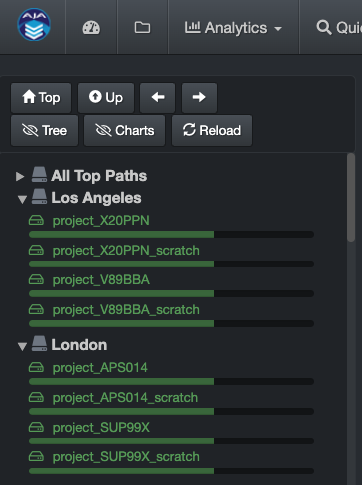 Analytics Quic
Top Up
Tree Charts Reload
All Top Paths
Los Angeles
project_X20PPN
project_X20PPN_scratch
project_V89BBA
project_V89BBA_scratch
London
project_APS014
project_APS014_scratch
project_SUP99X
project_SUP99X_scratch